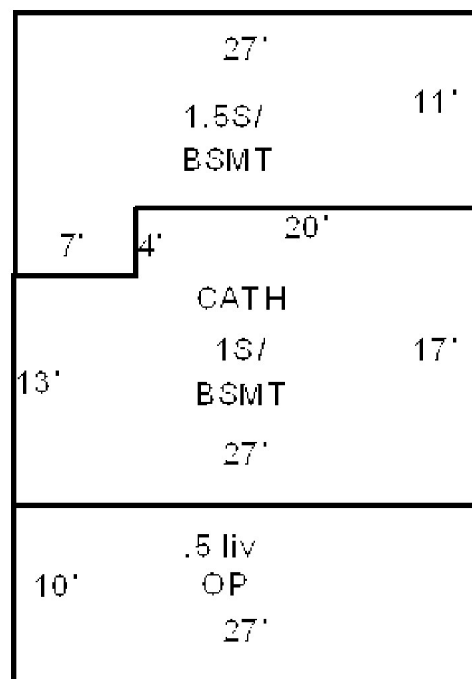 27'
11'
1.5S/
BSMT
20'
7'
4'
CATH
1S/
17'
13'
BSMT
27'
.5 liv
10'
OP
27'